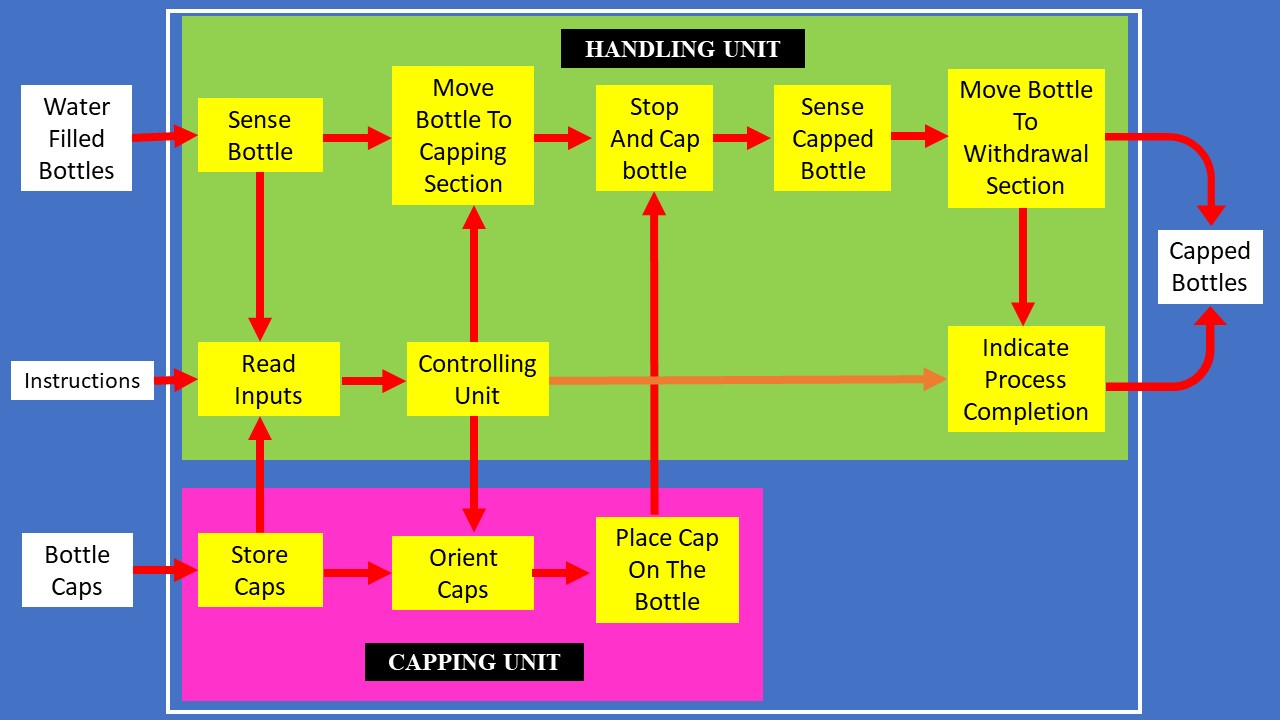 HANDLING UNIT
Water
Filled
Bottles
Sense
Bottle
Move
Bottle To
Capping
Section
Stop
And Cap
bottle
Sense
Capped
Bottle
Move Bottle
To
Withdrawal
Section
Capped
Bottles
Instructions
Read
Inputs
Controlling
Unit
Indicate
Process
Completion
Bottle
Caps
Store
Caps
Orient
Caps
Place Cap
On The
Bottle
CAPPING UNIT